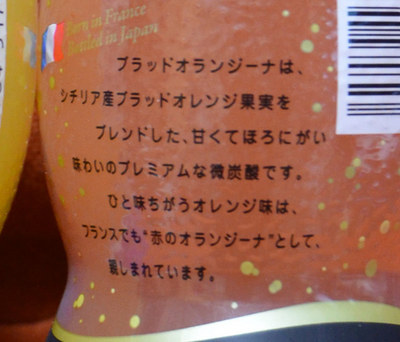 Born in France
Bottled in Japan
ブラッドオランジーナは、
シチリア産ブラッドオレンジ果実を
ブレンドした、甘くてほろにがい
味わいのプレミアムな微炭酸です。
ひと味ちがうオレンジ味は、
フランスでも“赤のオランジーナ”として、
親しまれています。